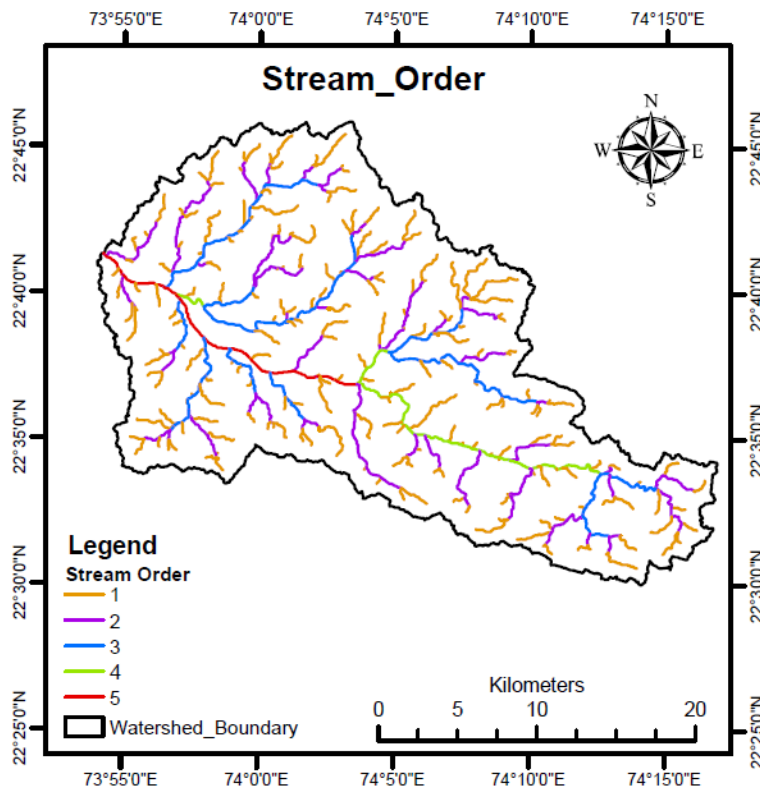 73°55'0"E 74°0'0"E 74°5'0"E 74°10'0"E 74°15'0"E
Stream_Order
N
W E
S
22°45'0"N 22°45'0"N
22°40'0"N 22°40'0"N
22°35'0"N 22°35'0"N
22°30'0"N 22°30'0"N
22°25'0"N 22°25'0"N
Legend
Stream Order
1
2
3
4
5
Watershed_Boundary
Kilometers
0 5 10 20
73°55'0"E 74°0'0"E 74°5'0"E 74°10'0"E 74°15'0"E